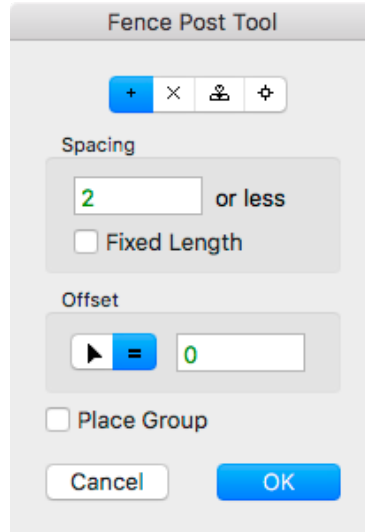 Fence Post Tool
Spacing
2 or less
Fixed Length
Offset
= 0
Place Group
Cancel OK